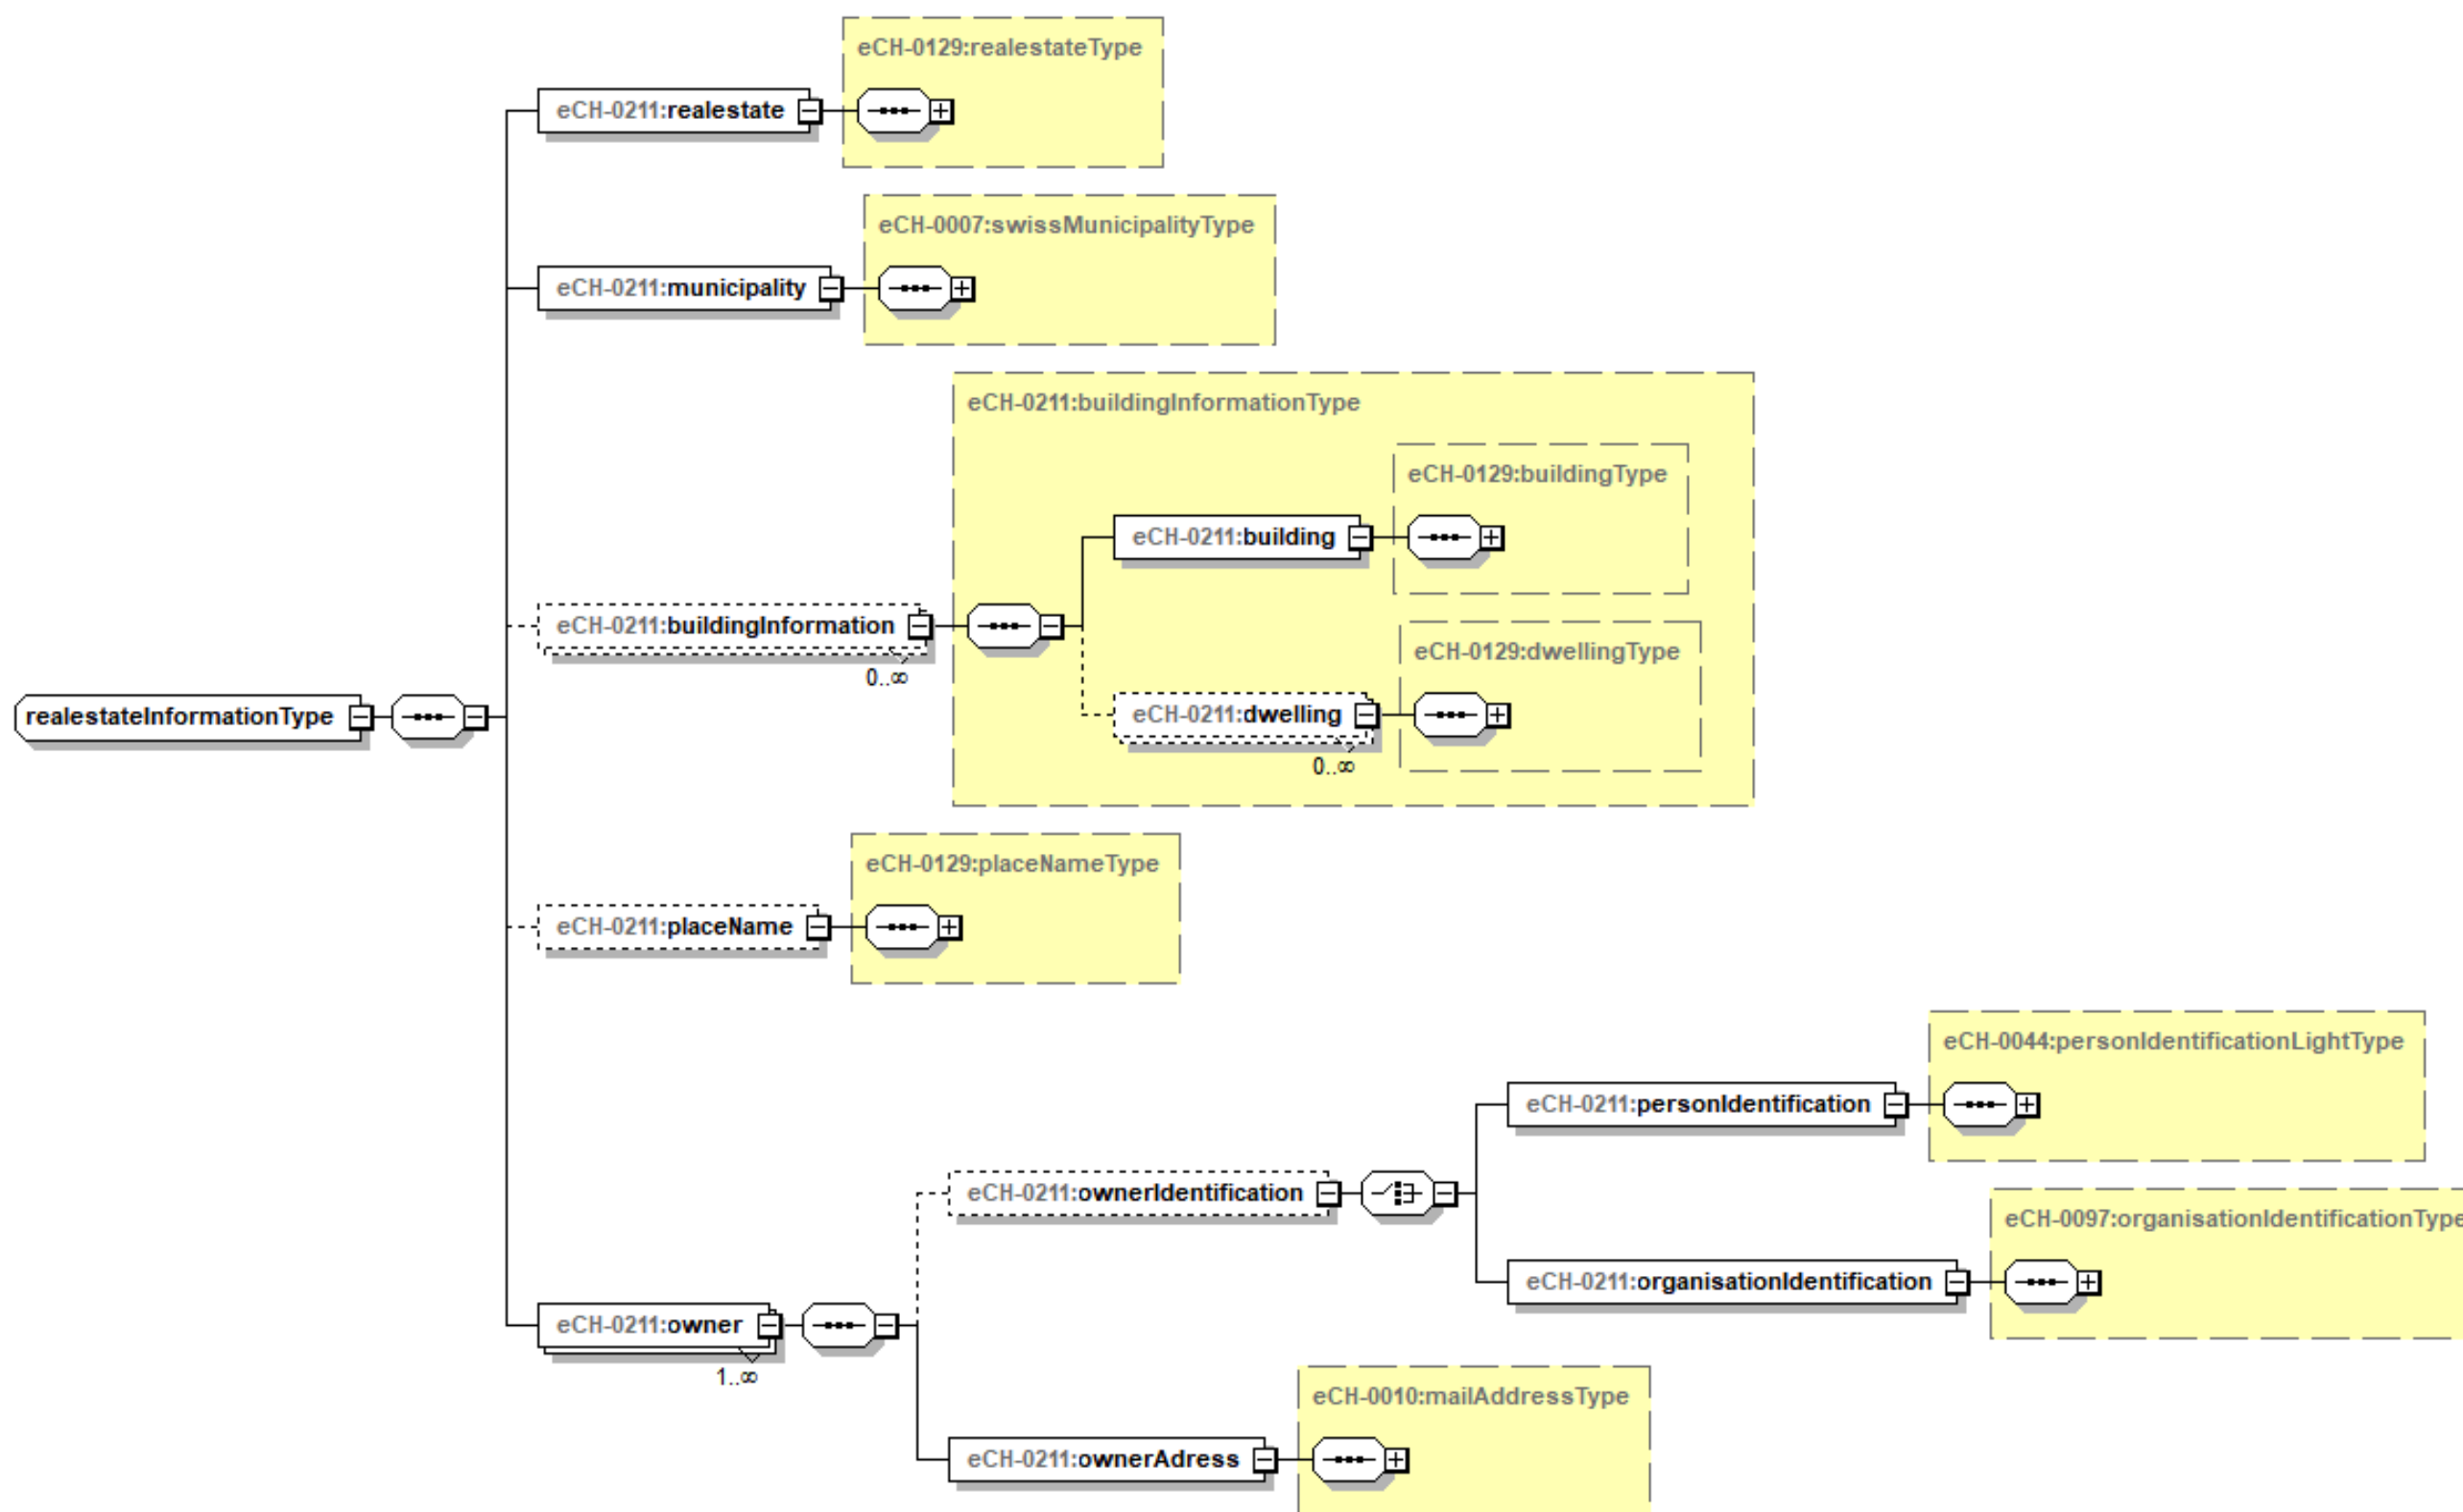 eCH-0129:realestateType
eCH-0211:realestate
eCH-0007:swissMunicipalityType
eCH-0211:municipality
eCH-0211:buildingInformationType
eCH-0129:buildingType
eCH-0211:building
eCH-0211:buildingInformation
0..∞
eCH-0129:dwellingType
eCH-0211:dwelling
0..∞
realestateInformationType
eCH-0129:placeNameType
eCH-0211:placeName
eCH-0044:personIdentificationLightType
eCH-0211:personIdentification
eCH-0211:ownerIdentification
eCH-0097:organisationIdentificationType
eCH-0211:organisationIdentification
eCH-0211:owner
1..∞
eCH-0010:mailAddressType
eCH-0211:ownerAdress